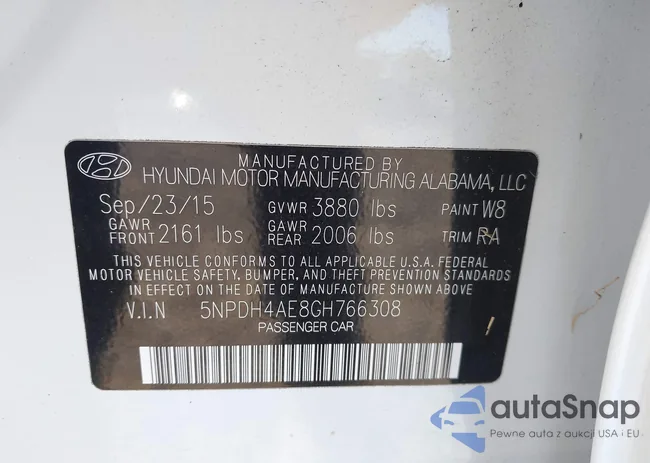 MANUFACTURED BY
HYUNDAI MOTOR MANUFACTURING ALABAMA, LLC
Sep/23/15 GVWR 3880 lbs PAINT W8
GAWR FRONT 2161 lbs GAWR REAR 2006 lbs TRIM RA
THIS VEHICLE CONFORMS TO ALL APPLICABLE U.S.A. FEDERAL
MOTOR VEHICLE SAFETY, BUMPER, AND THEFT PREVENTION STANDARDS
IN EFFECT ON THE DATE OF MANUFACTURE SHOWN ABOVE
V.I.N 5NPDH4AE8GH766308
PASSENGER CAR
autaSnap
Pewne auta z aukcji USA i EU